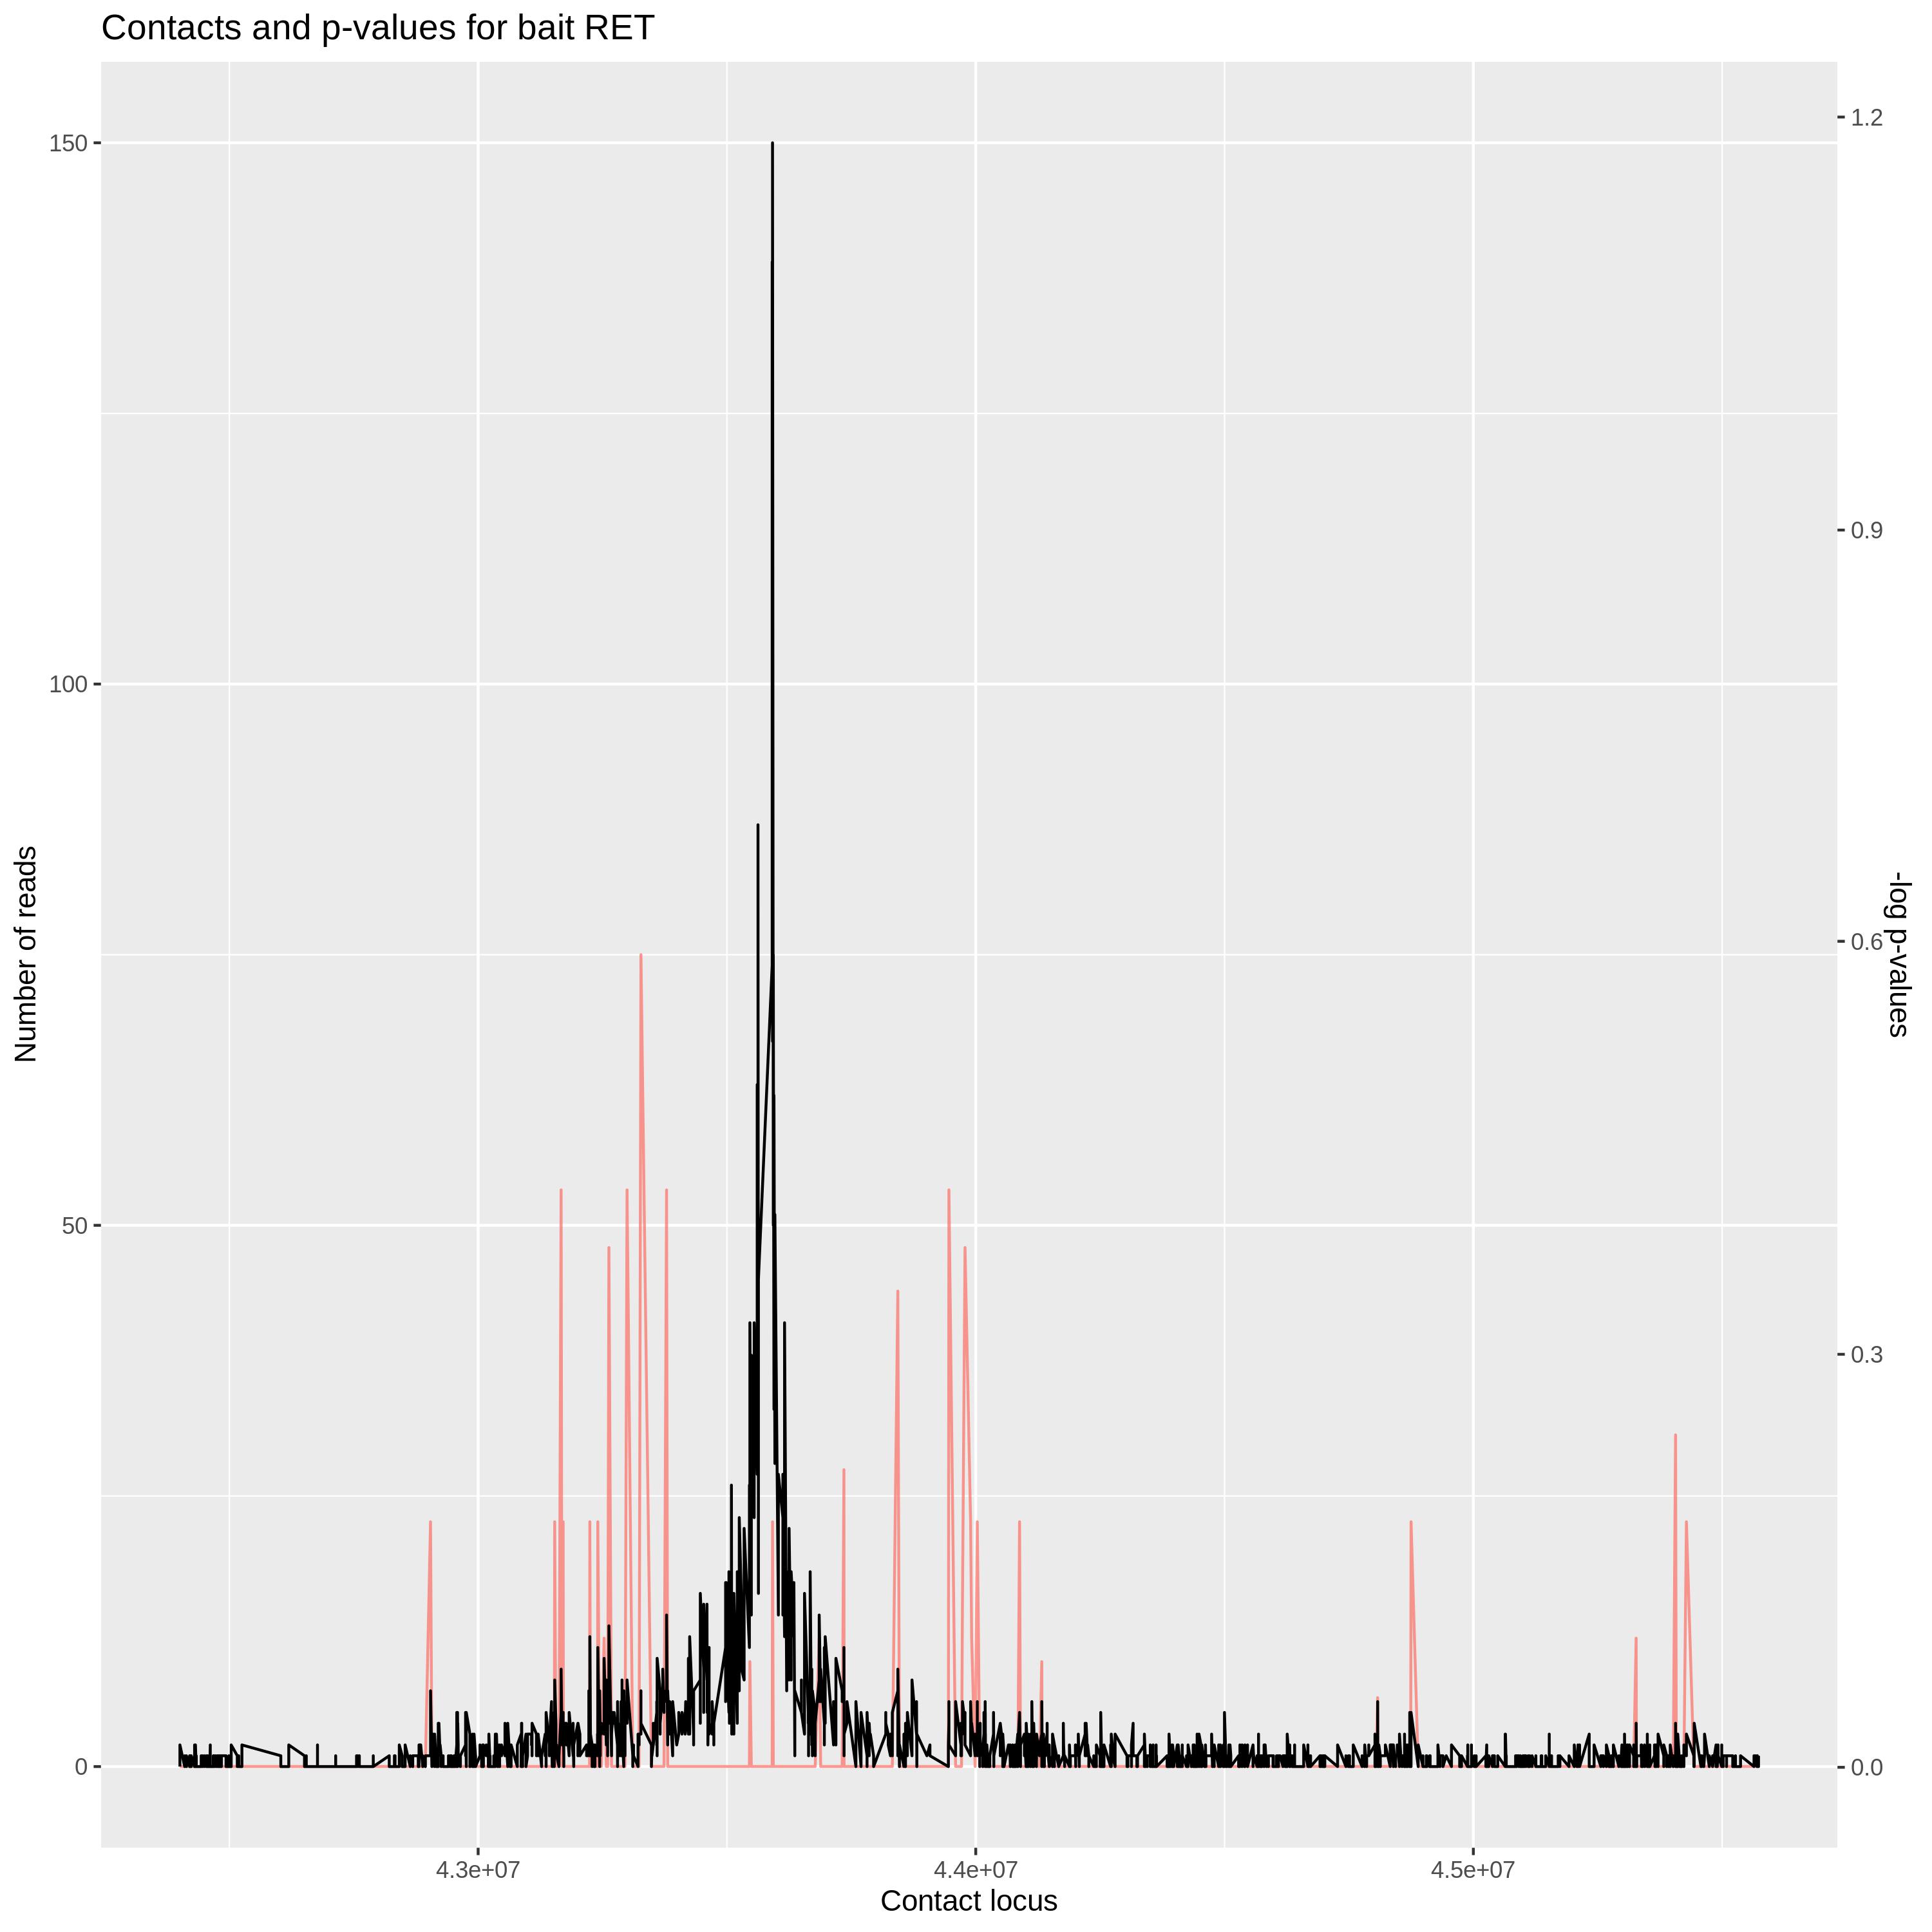 Contacts and p-values for bait RET
150
100
50
0
Number of reads
1.2
0.9
0.6
0.3
0.0
-log p-values
4.3e+07
4.4e+07
4.5e+07
Contact locus